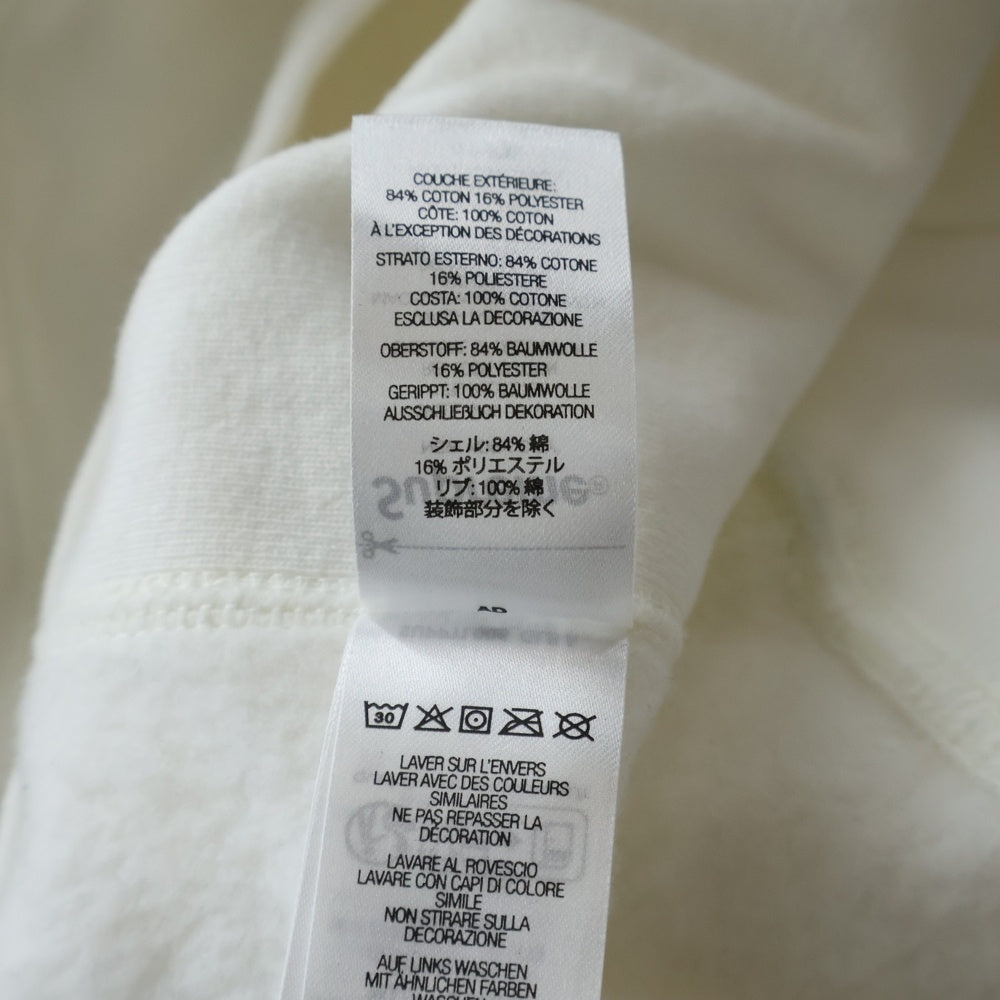 COUCHE EXTÉRIEURE:
84% COTON 16% POLYESTER
CÔTE: 100% COTON
À L'EXCEPTION DES DÉCORATIONS
STRATO ESTERNO: 84% COTONE
16% POLIESTERE
COSTA: 100% COTONE
ESCLUSA LA DECORAZIONE
OBERSTOFF: 84% BAUMWOLLE
16% POLYESTER
GERIPPT: 100% BAUMWOLLE
AUSSCHLIEßLICH DEKORATION
シェル: 84% 綿
16% ポリエステル
リブ: 100% 綿
装飾部分を除く
30
LAVER SUR L'ENVERS
LAVER AVEC DES COULEURS
SIMILAIRES
NE PAS REPASSER LA
DÉCORATION
LAVARE AL ROVESCIO
LAVARE CON CAPI DI COLORE
SIMILE
NON STIRARE SULLA
DECORAZIONE
AUF LINKS WASCHEN
MIT ÄHNLICHEN FARBEN
WASCHEN